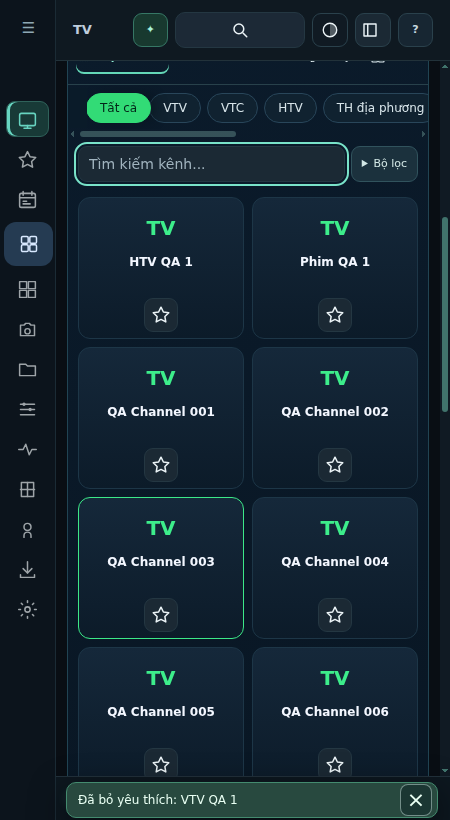 TV
?
Tất cả
VTV
VTC
HTV
TH địa phương
Tìm kiếm kênh...
Bộ lọc
TV
HTV QA 1
TV
Phim QA 1
TV
QA Channel 001
TV
QA Channel 002
TV
QA Channel 003
TV
QA Channel 004
TV
QA Channel 005
TV
QA Channel 006
Đã bỏ yêu thích: VTV QA 1